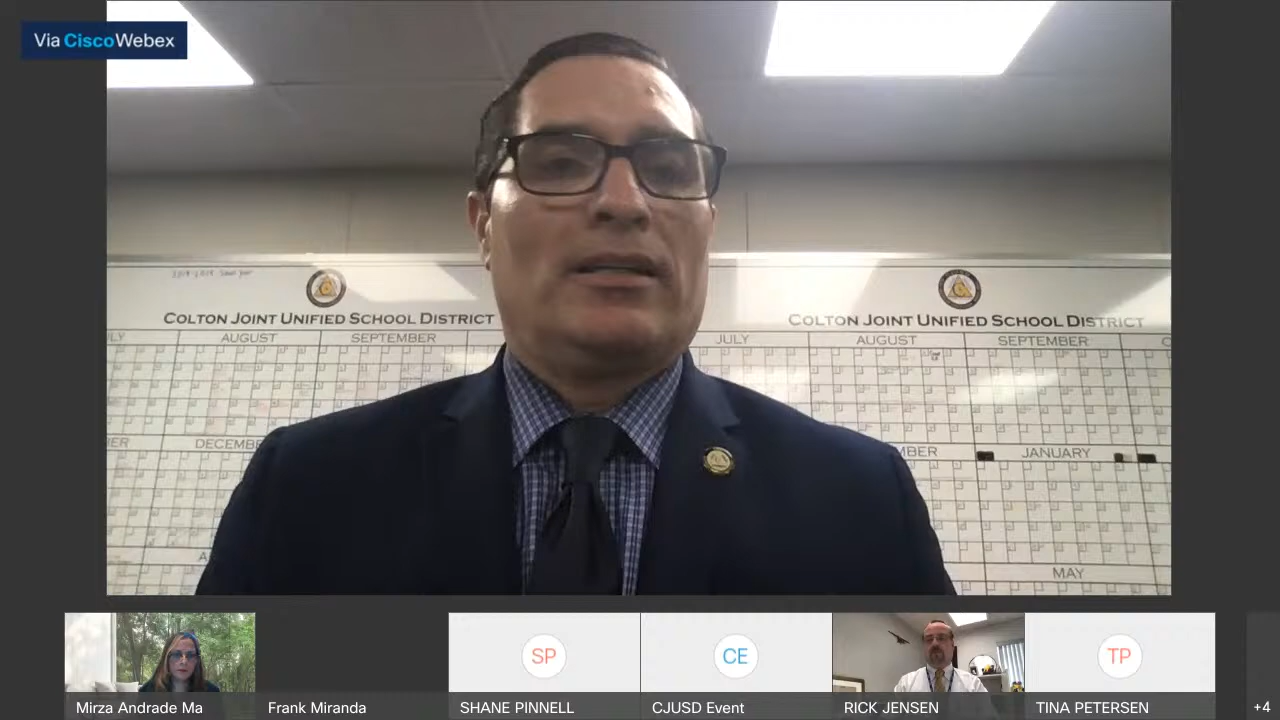 Via CiscoWebex
COLTON JOINT UNIFIED SCHOOL DISTRICT
COLTON JOINT UNIFIED SCHOOL DISTRICT
AUGUST
SEPTEMBER
JULY
AUGUST
SEPTEMBER
JANUARY
MAY
SP
CE
TP
Mirza Andrade Ma
Frank Miranda
SHANE PINNELL
CJUSD Event
RICK JENSEN
TINA PETERSEN
+4